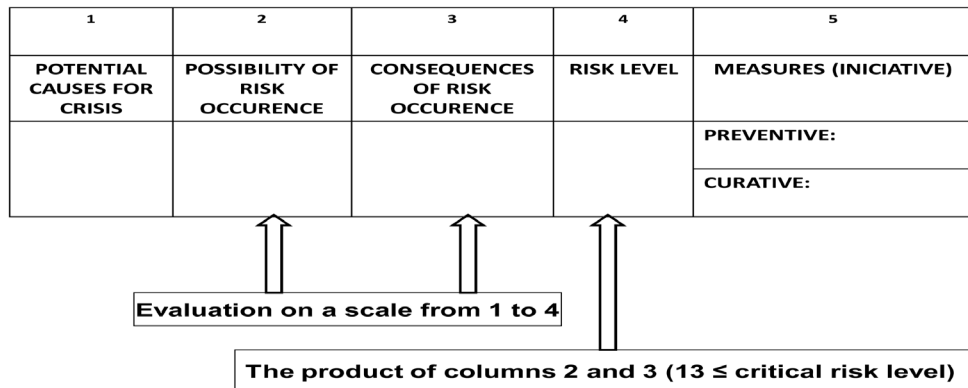 1 2 3 4 5
POTENTIAL CAUSES FOR CRISIS
POSSIBILITY OF RISK OCCURENCE
CONSEQUENCES OF RISK OCCURENCE
RISK LEVEL
MEASURES (INICIATIVE)
PREVENTIVE:
CURATIVE:
Evaluation on a scale from 1 to 4
The product of columns 2 and 3 (13 ≤ critical risk level)